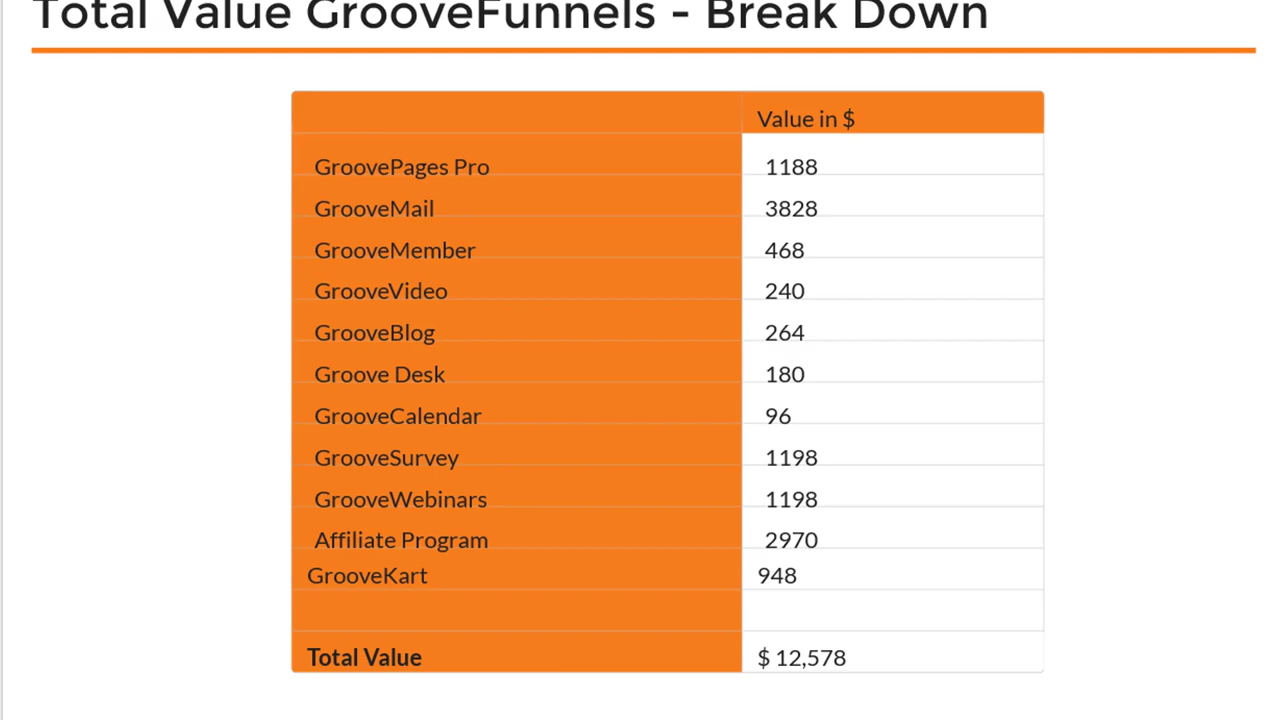 Total Value GrooveFunnels - Break Down
Value in $
GroovePages Pro 1188
GrooveMail 3828
GrooveMember 468
GrooveVideo 240
GrooveBlog 264
Groove Desk 180
GrooveCalendar 96
GrooveSurvey 1198
GrooveWebinars 1198
Affiliate Program 2970
GrooveKart 948
Total Value $ 12,578